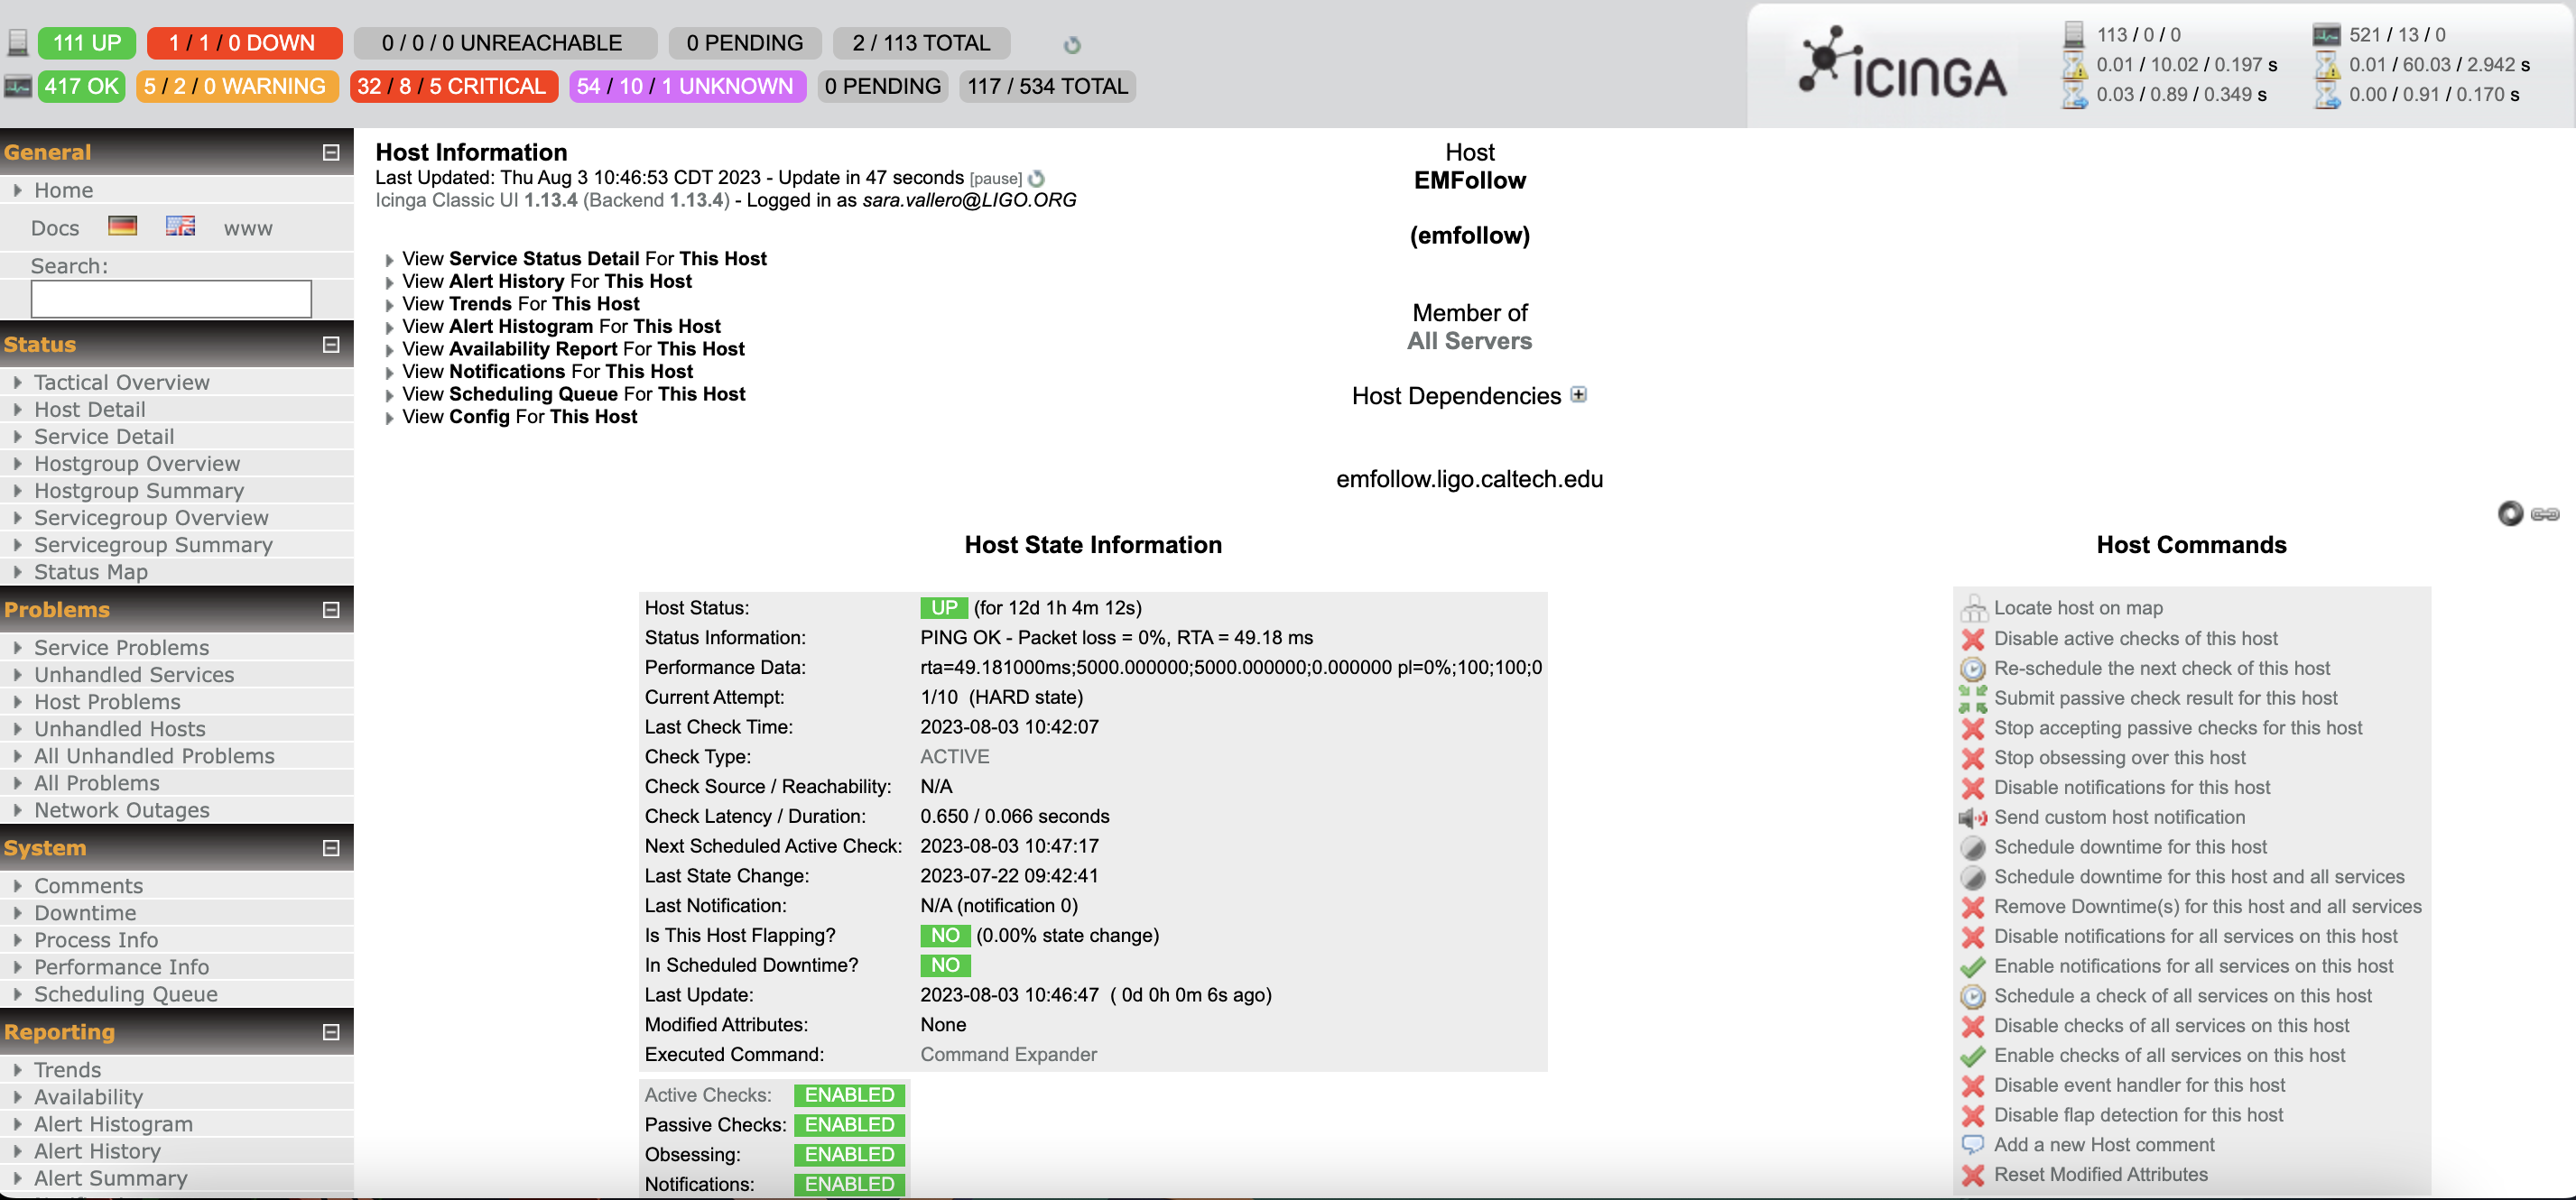 111 UP 1 / 1 / 0 DOWN 0 / 0 / 0 UNREACHABLE 0 PENDING 2 / 113 TOTAL
417 OK 5 / 2 / 0 WARNING 32 / 8 / 5 CRITICAL 54 / 10 / 1 UNKNOWN 0 PENDING 117 / 534 TOTAL
ICINGA
113 / 0 / 0
0.01 / 10.02 / 0.197 s
0.03 / 0.89 / 0.349 s
521 / 13 / 0
0.01 / 60.03 / 2.942 s
0.00 / 0.91 / 0.170 s
General
Home
Docs www
Search:
Status
Tactical Overview
Host Detail
Service Detail
Hostgroup Overview
Hostgroup Summary
Servicegroup Overview
Servicegroup Summary
Status Map
Problems
Service Problems
Unhandled Services
Host Problems
Unhandled Hosts
All Unhandled Problems
All Problems
Network Outages
System
Comments
Downtime
Process Info
Performance Info
Scheduling Queue
Reporting
Trends
Availability
Alert Histogram
Alert History
Alert Summary
Host Information
Last Updated: Thu Aug 3 10:46:53 CDT 2023 - Update in 47 seconds [pause]
Icinga Classic UI 1.13.4 (Backend 1.13.4) - Logged in as sara.vallero@LIGO.ORG
View Service Status Detail For This Host
View Alert History For This Host
View Trends For This Host
View Alert Histogram For This Host
View Availability Report For This Host
View Notifications For This Host
View Scheduling Queue For This Host
View Config For This Host
Host
EMFollow
(emfollow)
Member of
All Servers
Host Dependencies
emfollow.ligo.caltech.edu
Host State Information
Host Status: UP (for 12d 1h 4m 12s)
Status Information: PING OK - Packet loss = 0%, RTA = 49.18 ms
Performance Data: rta=49.181000ms;5000.000000;5000.000000;0.000000 pl=0%;100;100;0
Current Attempt: 1/10 (HARD state)
Last Check Time: 2023-08-03 10:42:07
Check Type: ACTIVE
Check Source / Reachability: N/A
Check Latency / Duration: 0.650 / 0.066 seconds
Next Scheduled Active Check: 2023-08-03 10:47:17
Last State Change: 2023-07-22 09:42:41
Last Notification: N/A (notification 0)
Is This Host Flapping? NO (0.00% state change)
In Scheduled Downtime? NO
Last Update: 2023-08-03 10:46:47 ( 0d 0h 0m 6s ago)
Modified Attributes: None
Executed Command: Command Expander
Active Checks: ENABLED
Passive Checks: ENABLED
Obsessing: ENABLED
Notifications: ENABLED
Host Commands
Locate host on map
Disable active checks of this host
Re-schedule the next check of this host
Submit passive check result for this host
Stop accepting passive checks for this host
Stop obsessing over this host
Disable notifications for this host
Send custom host notification
Schedule downtime for this host
Schedule downtime for this host and all services
Remove Downtime(s) for this host and all services
Disable notifications for all services on this host
Enable notifications for all services on this host
Schedule a check of all services on this host
Disable checks of all services on this host
Enable checks of all services on this host
Disable event handler for this host
Disable flap detection for this host
Add a new Host comment
Reset Modified Attributes